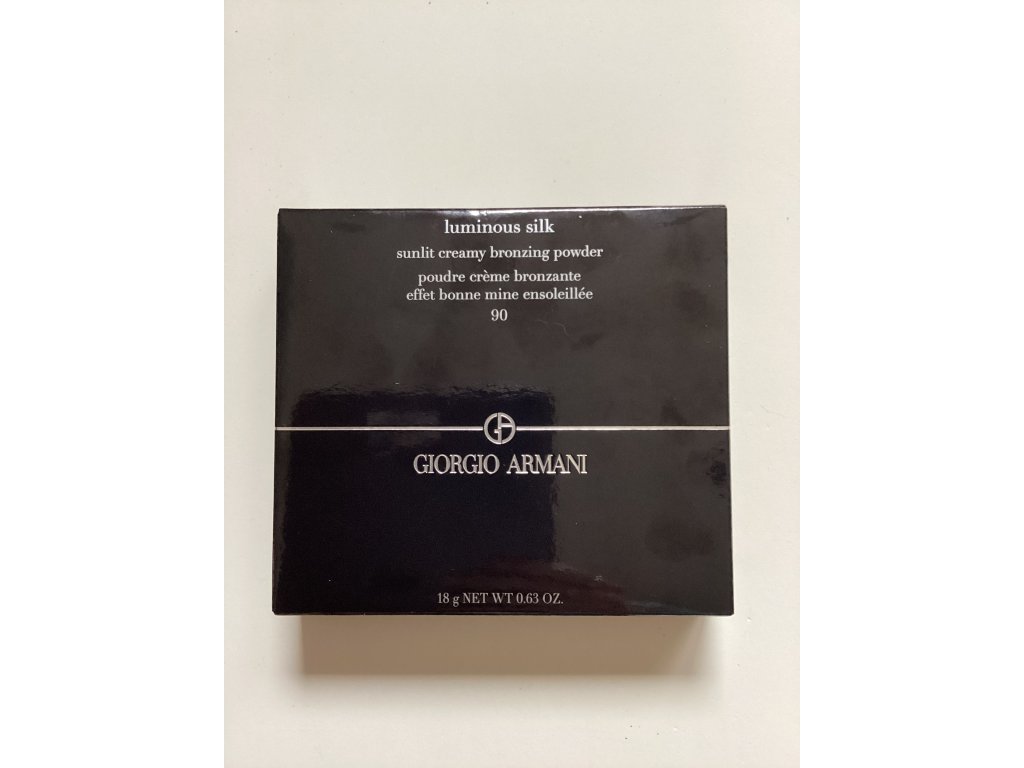 luminous silk
sunlit creamy bronzing powder
poudre crème bronzante
effet bonne mine ensoleillée
90
GA
GIORGIO ARMANI
18 g NET WT 0.63 OZ.